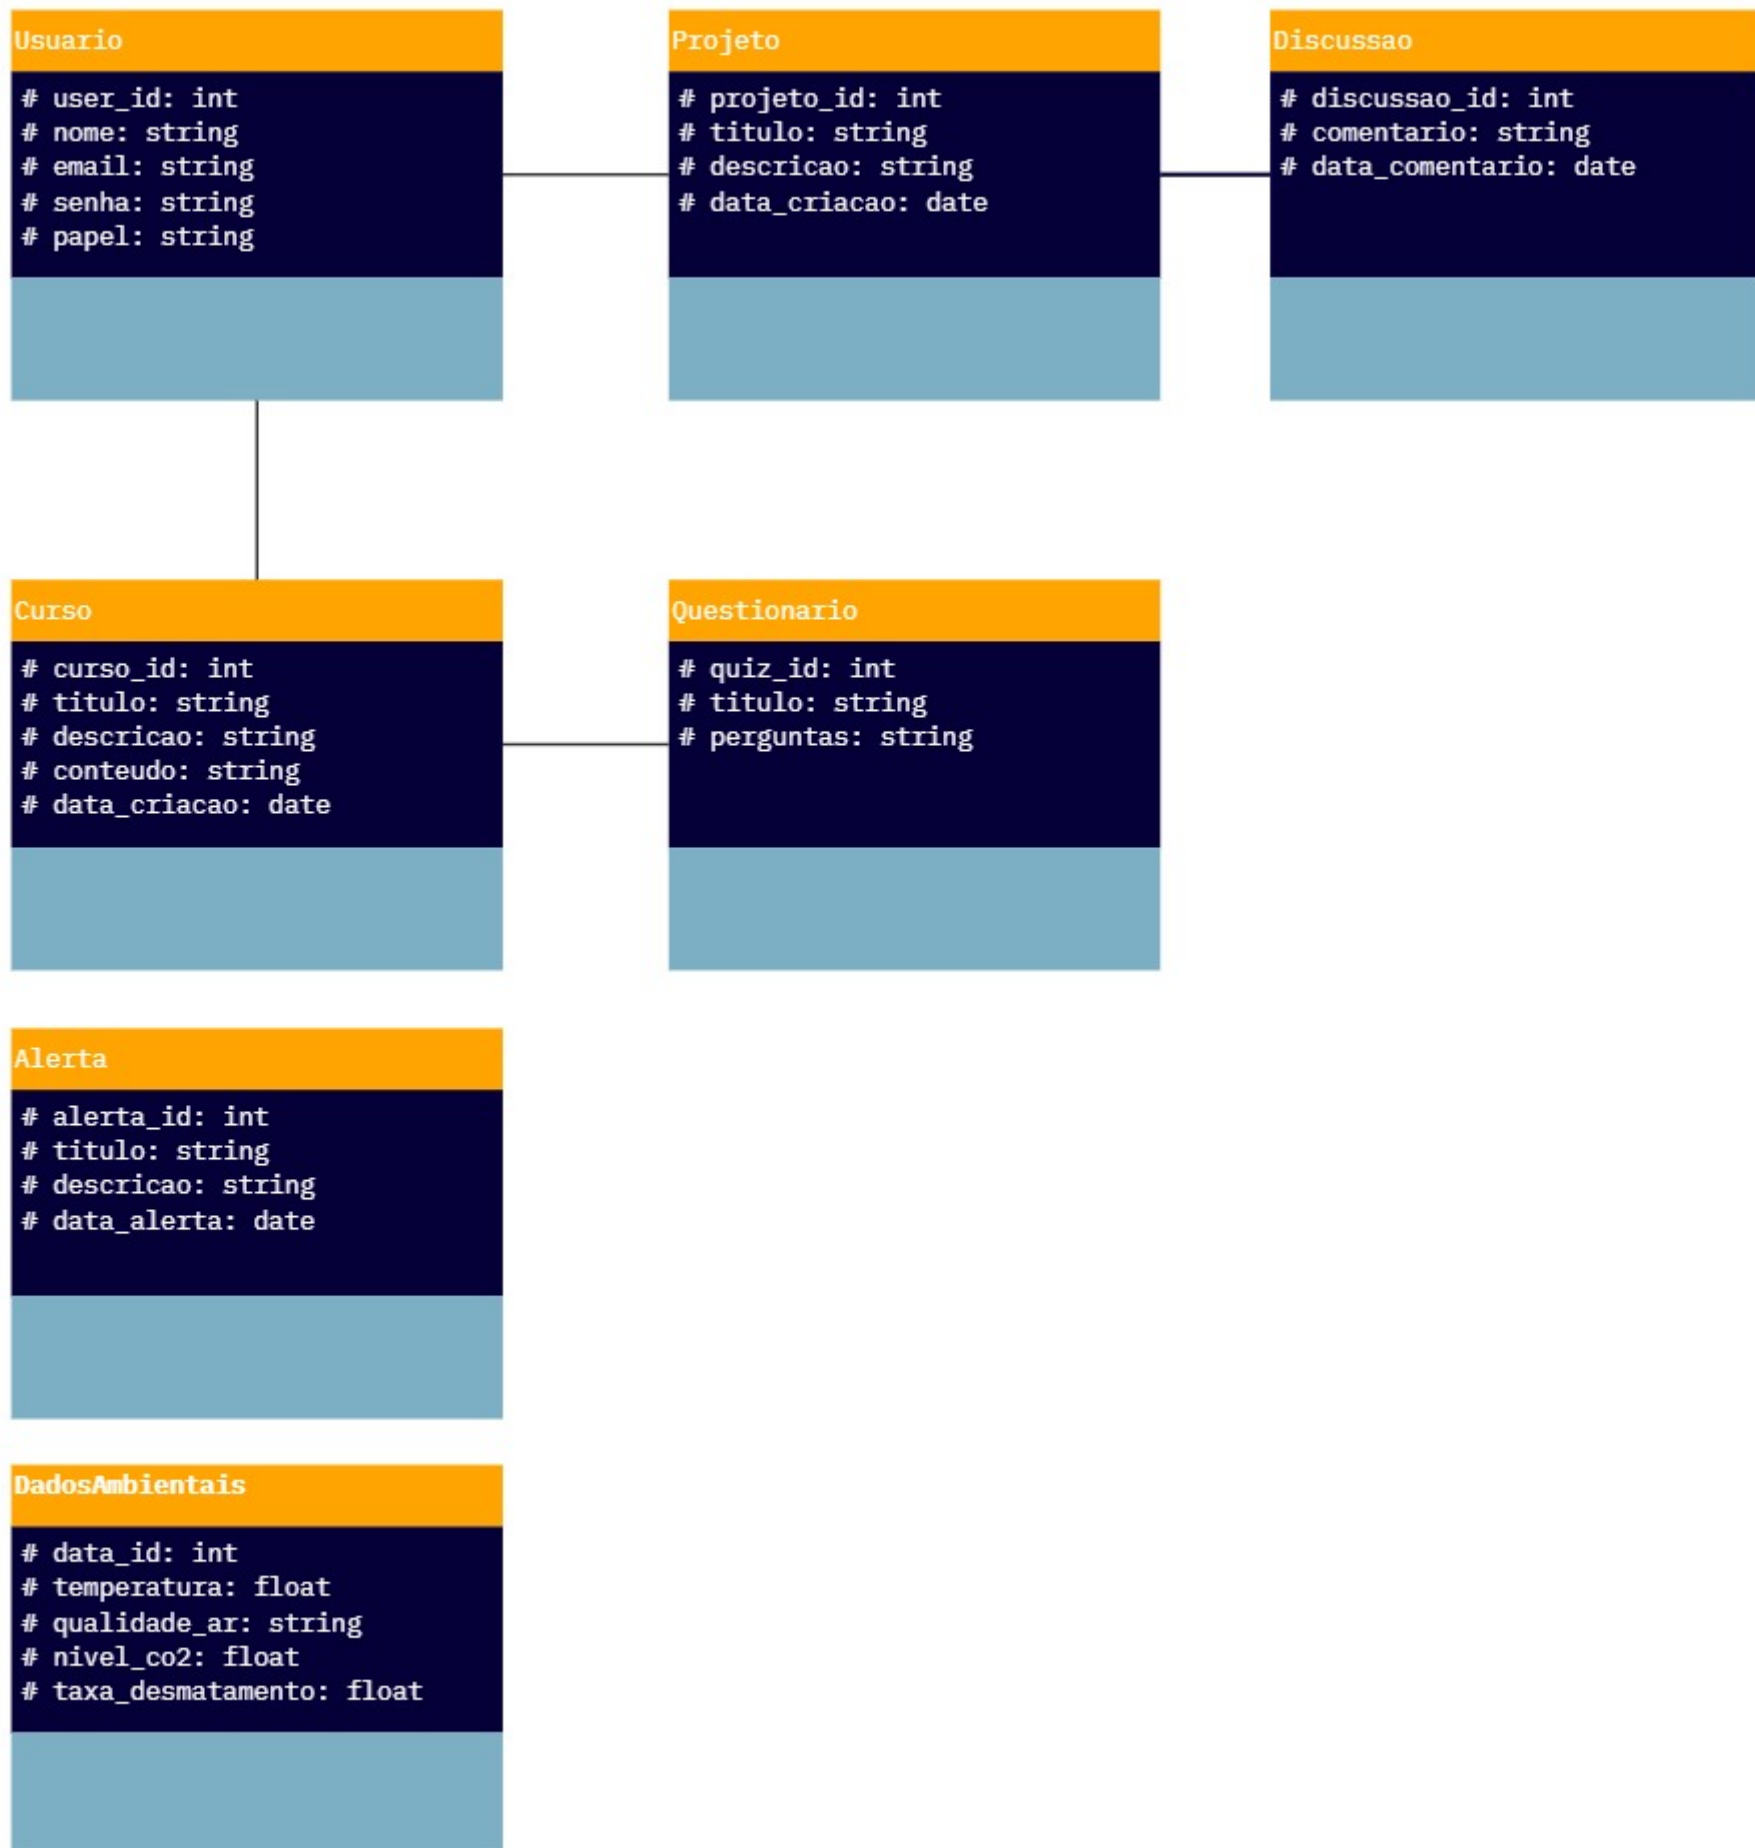 Usuario
# user_id: int
# nome: string
# email: string
# senha: string
# papel: string
Projeto
# projeto_id: int
# titulo: string
# descricao: string
# data_criacao: date
Discussao
# discussao_id: int
# comentario: string
# data_comentario: date
Curso
# curso_id: int
# titulo: string
# descricao: string
# conteudo: string
# data_criacao: date
Questionario
# quiz_id: int
# titulo: string
# perguntas: string
Alerta
# alerta_id: int
# titulo: string
# descricao: string
# data_alerta: date
DadosAmbientais
# data_id: int
# temperatura: float
# qualidade_ar: string
# nivel_co2: float
# taxa_desmatamento: float